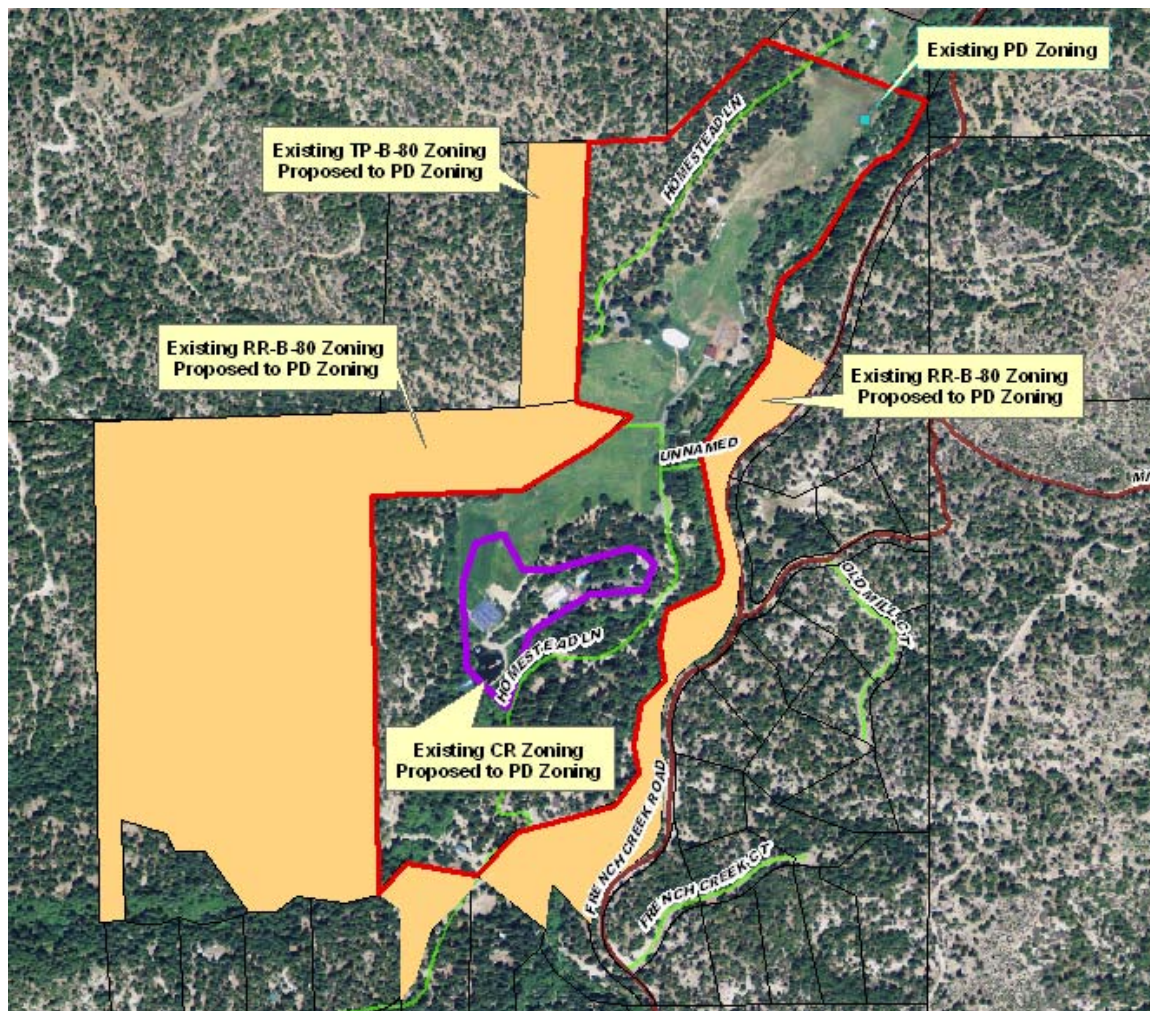 Existing PD Zoning
HOMESTEAD LN
Existing TP-B-80 Zoning
Proposed to PD Zoning
Existing RR-B-80 Zoning
Proposed to PD Zoning
Existing RR-B-80 Zoning
Proposed to PD Zoning
UNNAMED
MI
OLD MILL CT
HOMESTEAD LN
Existing CR Zoning
Proposed to PD Zoning
FRENCH CREEK ROAD
FRENCH CREEK CT